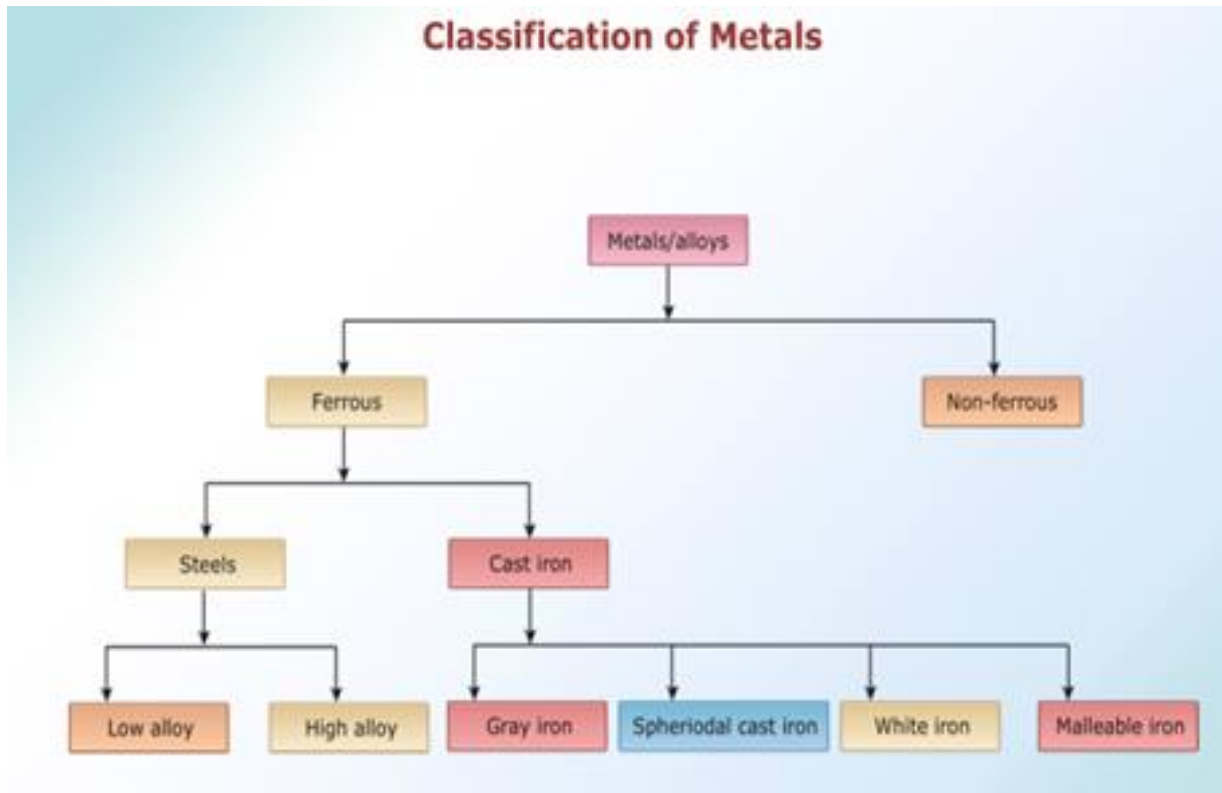 Classification of Metals
Metals/alloys
Ferrous
Non-ferrous
Steels
Cast iron
Low alloy
High alloy
Gray iron
Spheriodal cast iron
White iron
Malleable iron